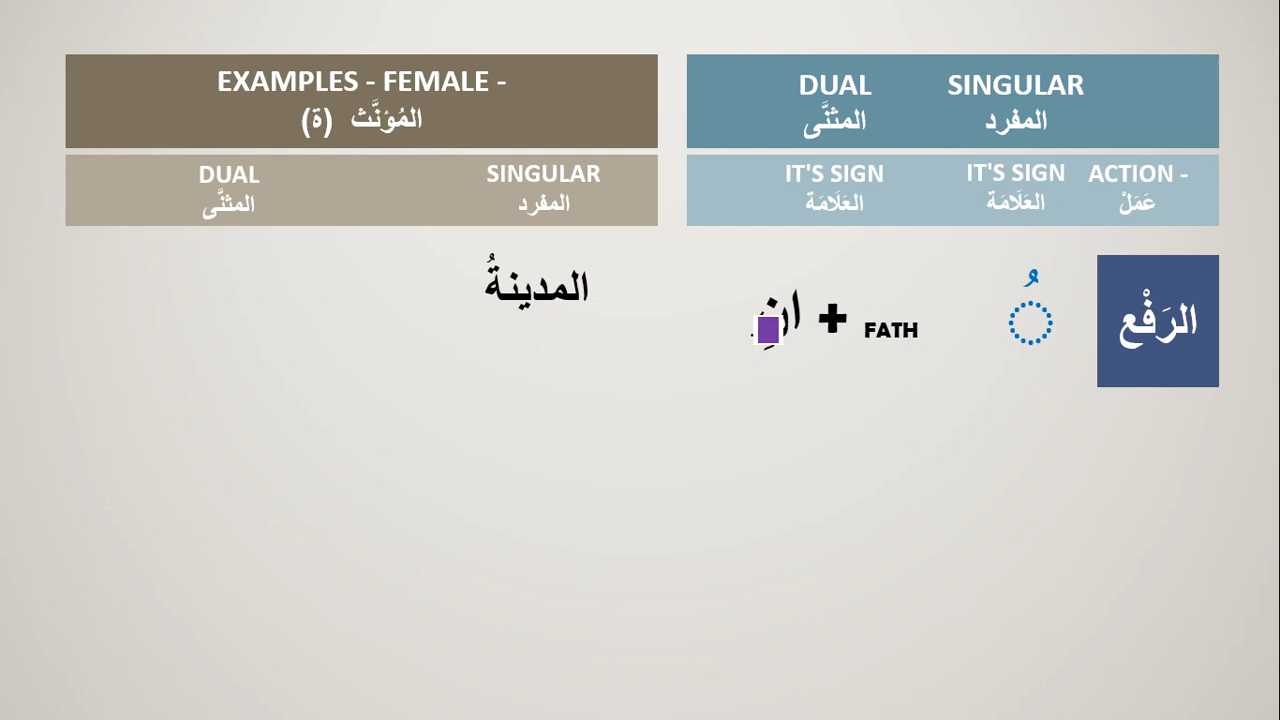 EXAMPLES - FEMALE -
المُؤنَّث (ة)
DUAL SINGULAR
المثنَّى المفرد
DUAL SINGULAR
المثنَّى المفرد
IT'S SIGN IT'S SIGN ACTION -
العَلَامَة العَلَامَة عَمَلْ
الرَفْع
ُ
FATH + انِ
المدينةُ